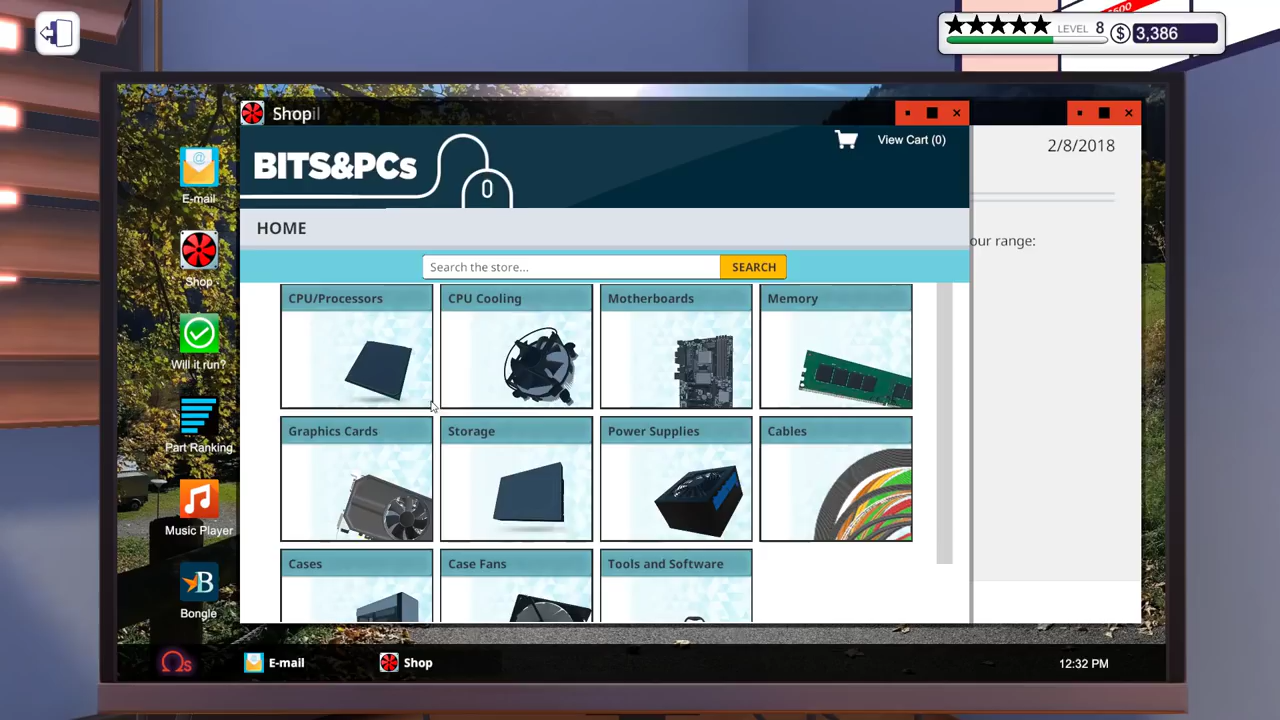 LEVEL 8
$ 3,386
Shop
BITS&PCs
View Cart (0)
2/8/2018
HOME
our range:
Search the store...
SEARCH
CPU/Processors
CPU Cooling
Motherboards
Memory
Graphics Cards
Storage
Power Supplies
Cables
Cases
Case Fans
Tools and Software
E-mail
Shop
Will it run?
Part Ranking
Music Player
Bongle
E-mail
Shop
12:32 PM